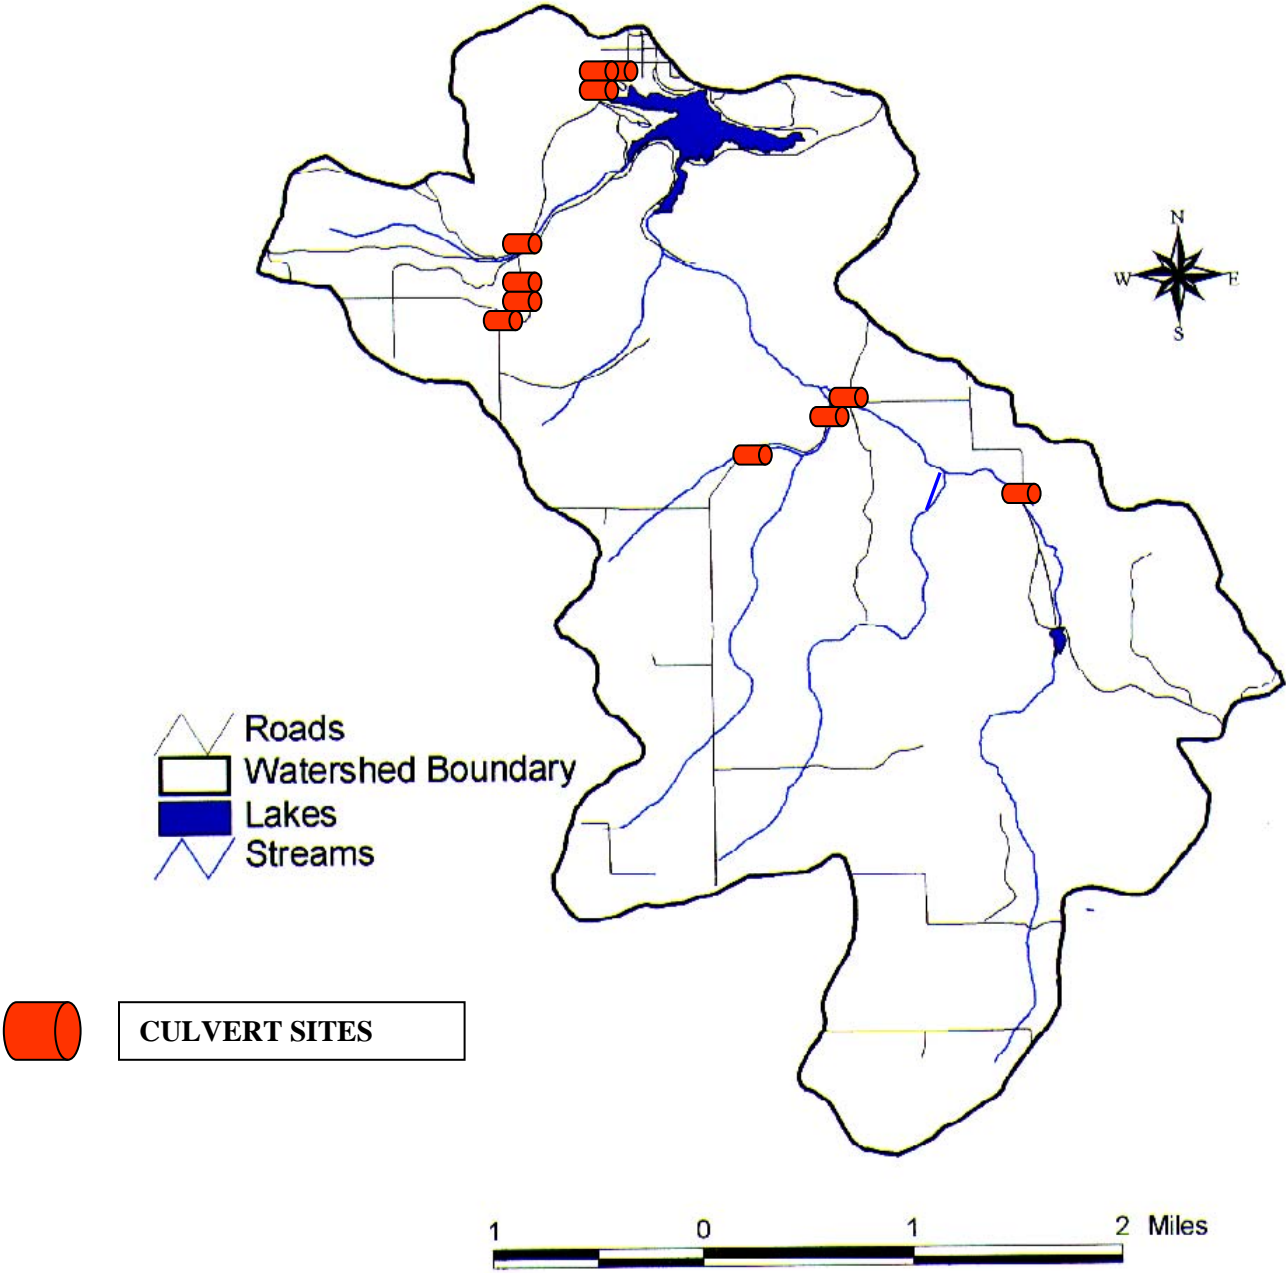 N
W E
S
Roads
Watershed Boundary
Lakes
Streams
CULVERT SITES
1 0 1 2 Miles